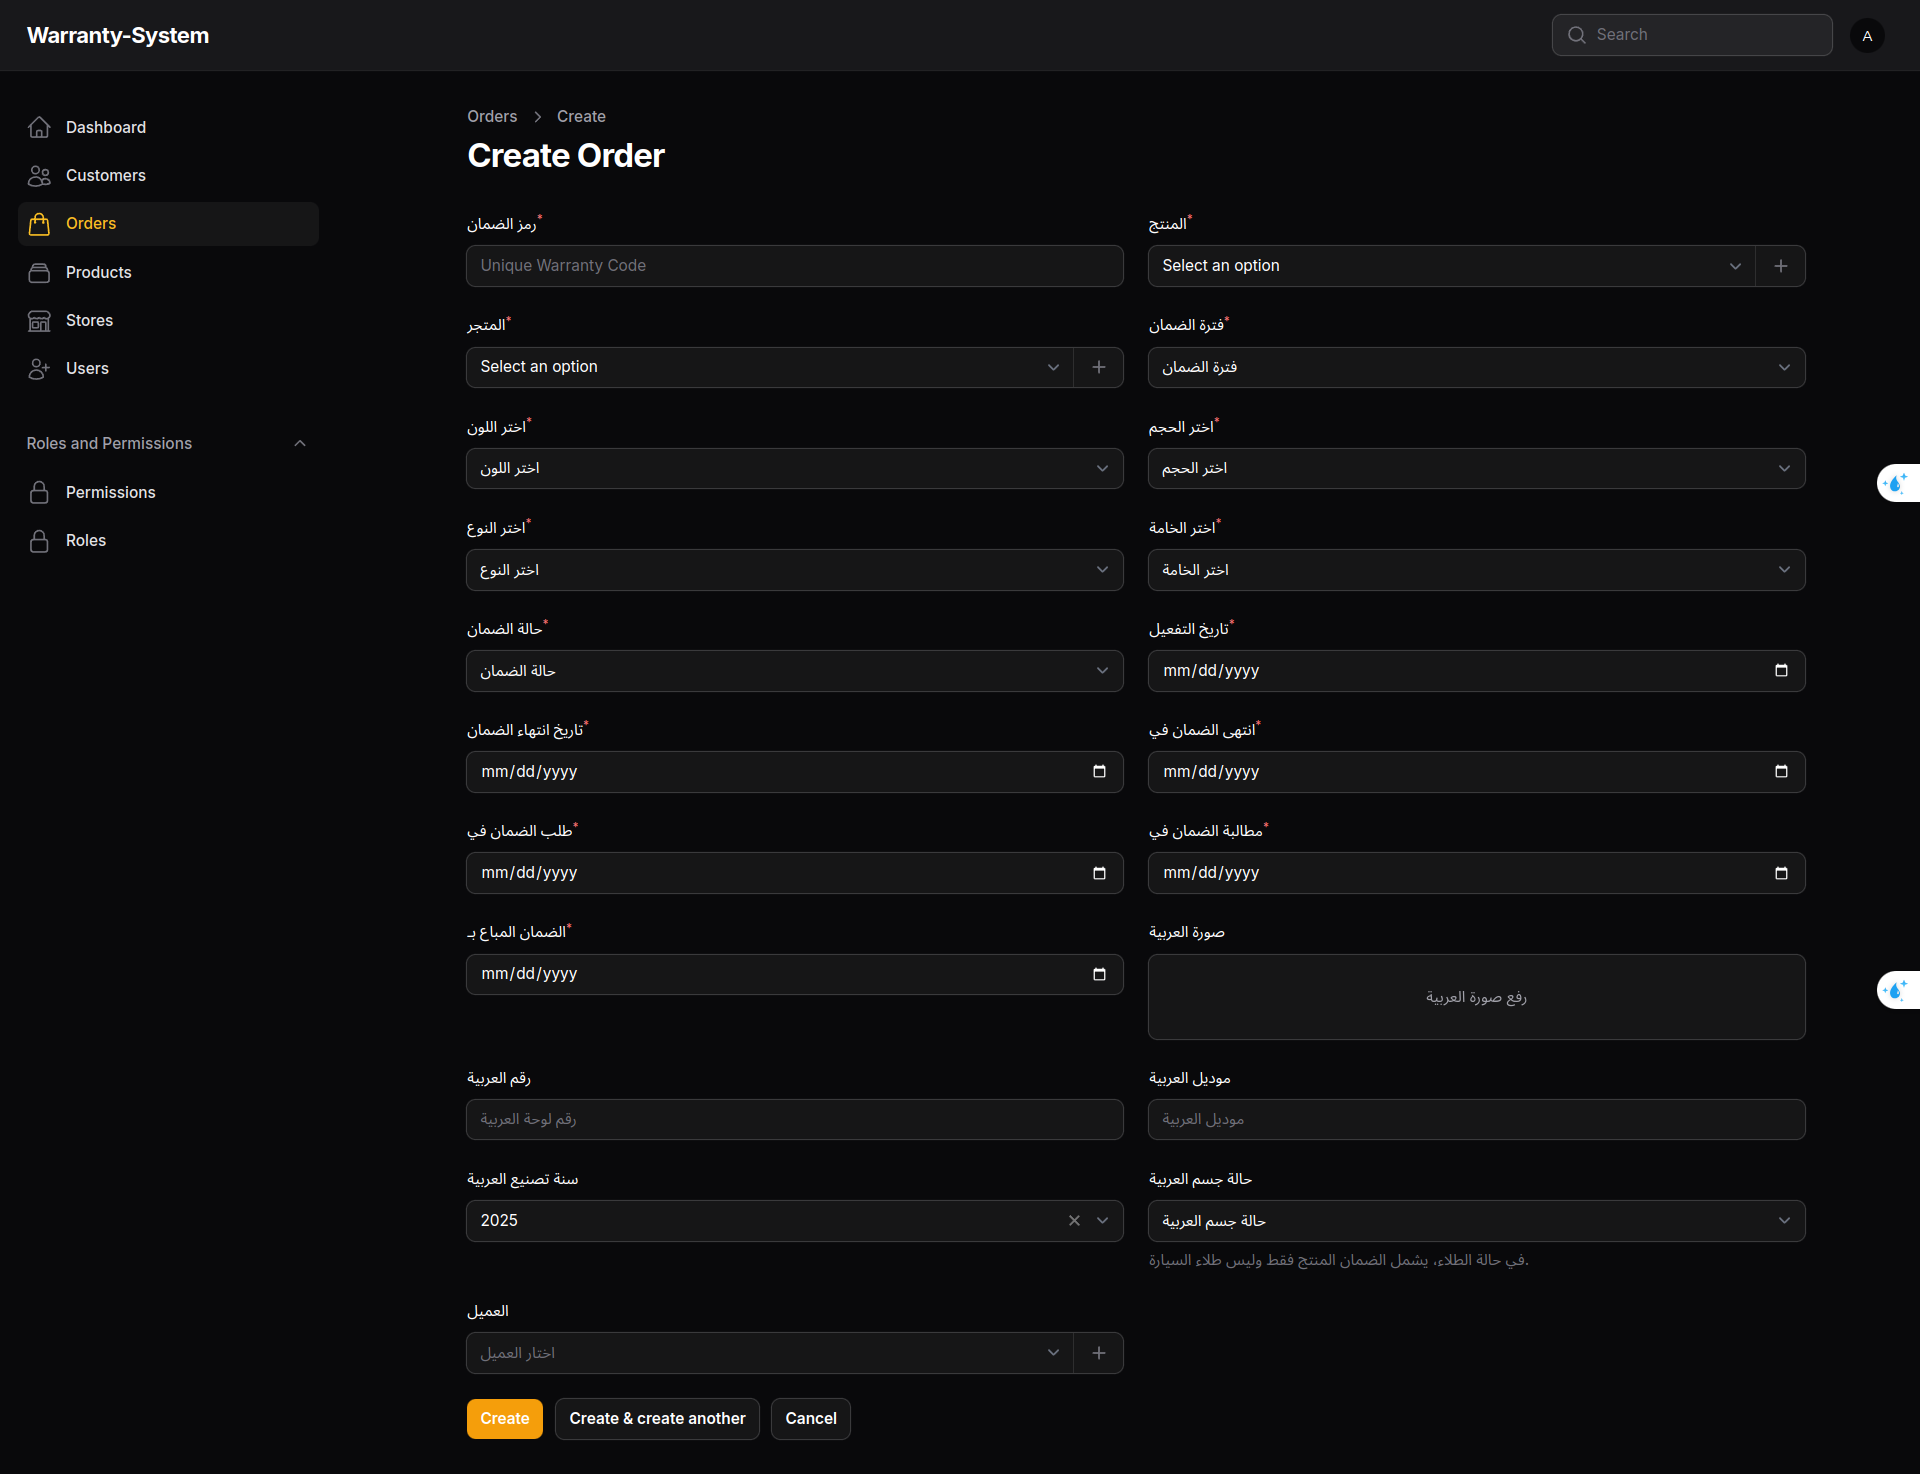 Warranty-System
Search
A
Dashboard
Customers
Orders
Products
Stores
Users
Roles and Permissions
Permissions
Roles
Orders > Create
Create Order
رمز الضمان*
Unique Warranty Code
المنتج*
Select an option
المتجر*
Select an option
فترة الضمان*
فترة الضمان
اختر اللون*
اختر اللون
اختر الحجم*
اختر الحجم
اختر النوع*
اختر النوع
اختر الخامة*
اختر الخامة
حالة الضمان*
حالة الضمان
تاريخ التفعيل*
mm/dd/yyyy
تاريخ انتهاء الضمان*
mm/dd/yyyy
انتهى الضمان في*
mm/dd/yyyy
طلب الضمان في*
mm/dd/yyyy
مطالبة الضمان في*
mm/dd/yyyy
الضمان المباع بـ*
mm/dd/yyyy
صورة العربية
رفع صورة العربية
رقم العربية
رقم لوحة العربية
موديل العربية
موديل العربية
سنة تصنيع العربية
2025
حالة جسم العربية
حالة جسم العربية
في حالة الطلاء، يشمل الضمان المنتج فقط وليس طلاء السيارة.
العميل
اختار العميل
Create
Create & create another
Cancel